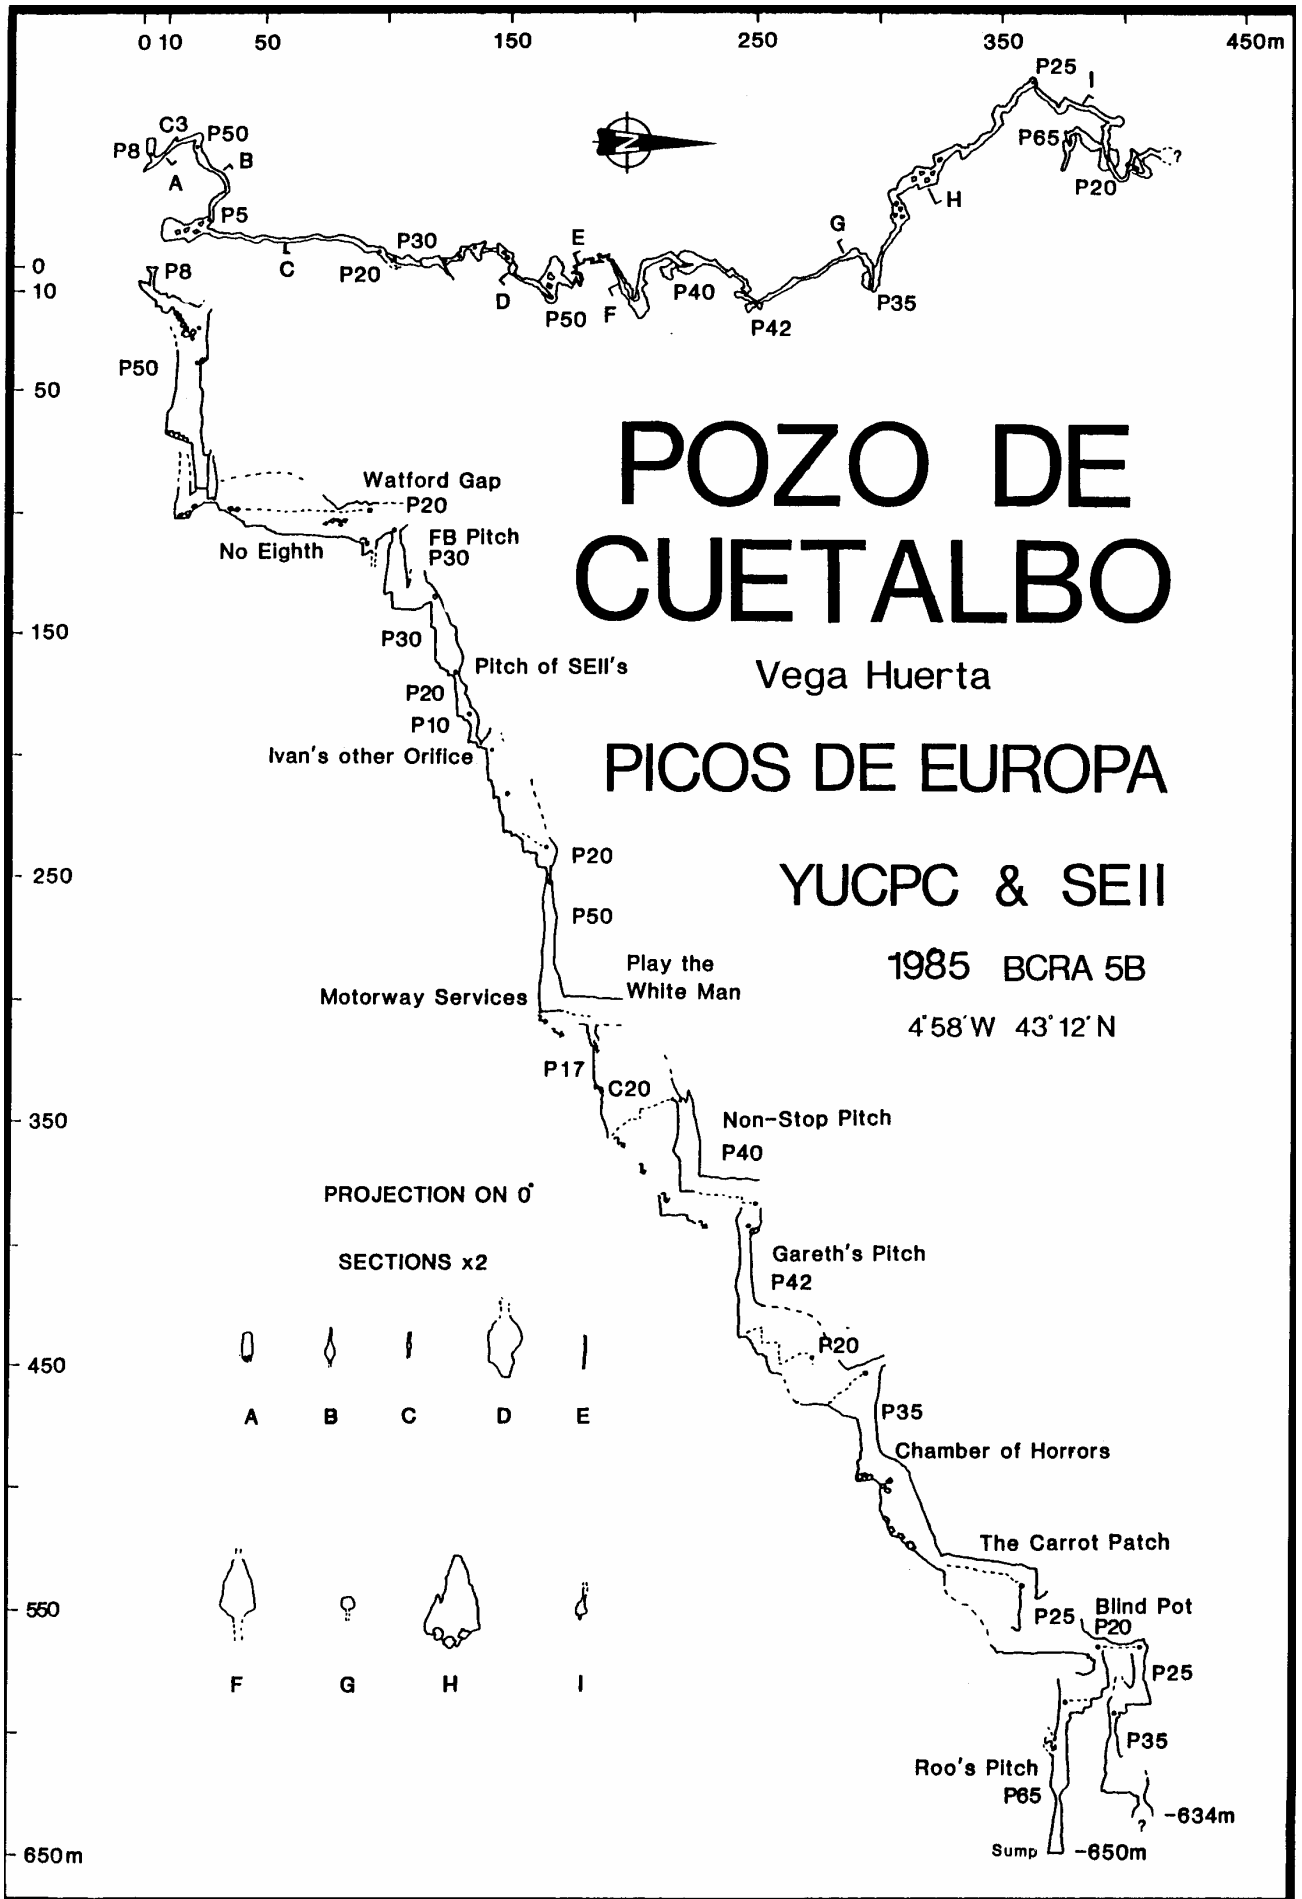 0 10 50 150 250 350 450m
P25 I
C3 P50
P8 B
A
P65
N
?
P20
H
P5
G
E
P30
0 P8
C P20
D
P40
10
F
P35
P50
P42
P50
50
POZO DE
CUETALBO
Vega Huerta
PICOS DE EUROPA
YUCPC & SEII
1985 BCRA 5B
4°58'W 43°12'N
Watford Gap
P20
No Eighth
FB Pitch
P30
150
P30
Pitch of SEII's
P20
P10
Ivan's other Orifice
P20
250
P50
Play the
White Man
Motorway Services
P17
C20
350
Non-Stop Pitch
P40
PROJECTION ON 0°
SECTIONS x2
Gareth's Pitch
P42
P20
450
A B C D E
P35
Chamber of Horrors
The Carrot Patch
550
P25
Blind Pot
P20
P25
F G H I
P35
Roo's Pitch
P65
-634m
?
650m
Sump -650m